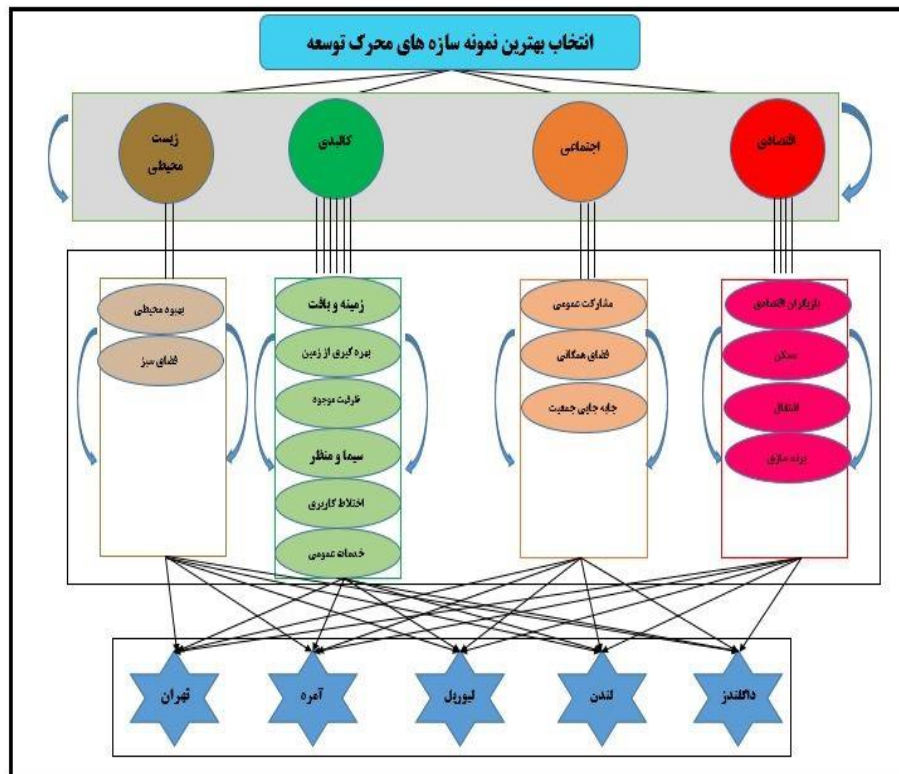 انتخاب بهترین نمونه سازه های محرک توسعه
اقتصادی
اجتماعی
کالبدی
زیست
محیطی
بازیگران اقتصادی
مسکن
اشتغال
برند سازی
مشارکت عمومی
فضای همگانی
جابه جایی جمعیت
زمینه و بافت
بهره گیری از زمین
ظرفیت موجود
سیما و منظر
اختلاط کاربری
خدمات عمومی
بهبود محیطی
فضای سبز
داکلندز
لندن
لیورپل
آمره
تهران